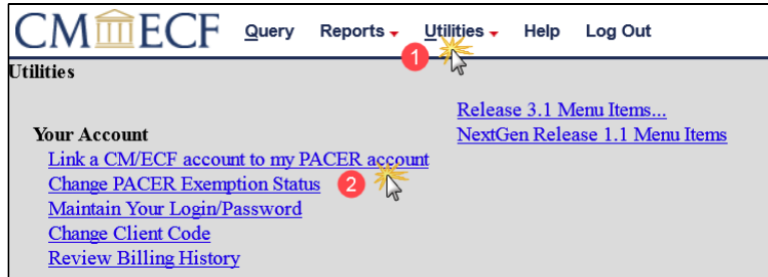 CM ECF Query Reports Utilities Help Log Out
1
Utilities
Release 3.1 Menu Items...
Your Account
NextGen Release 1.1 Menu Items
Link a CM/ECF account to my PACER account
Change PACER Exemption Status 2
Maintain Your Login/Password
Change Client Code
Review Billing History